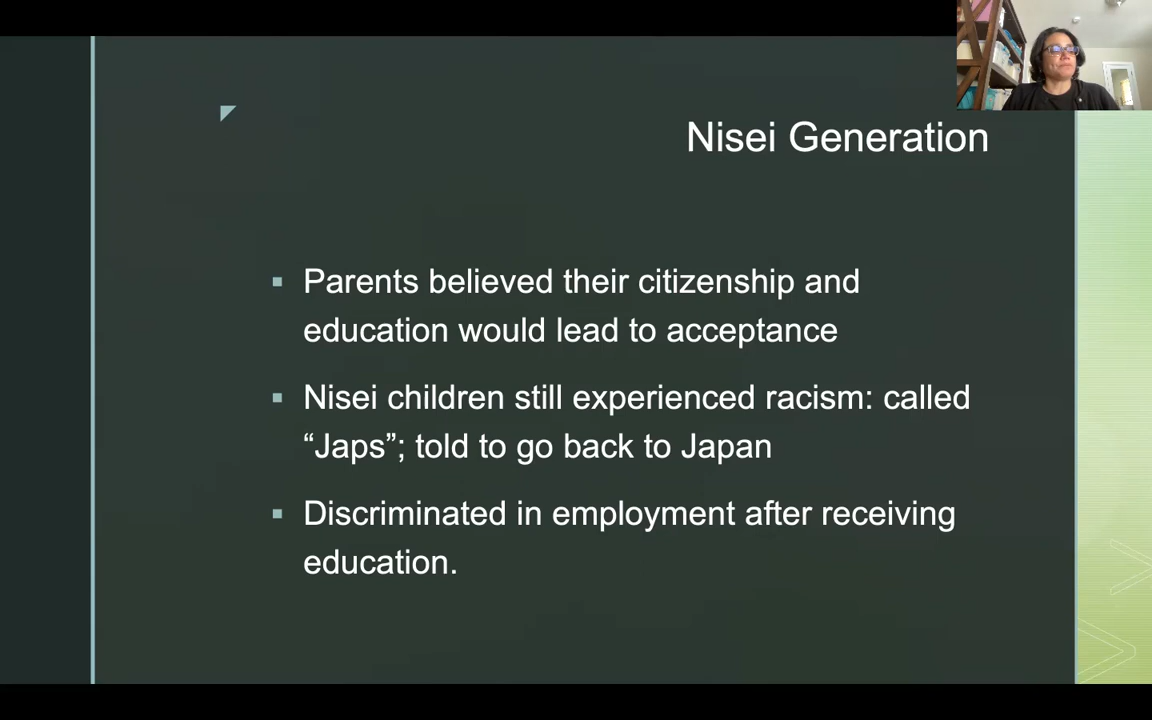 Nisei Generation
▪ Parents believed their citizenship and
education would lead to acceptance
▪ Nisei children still experienced racism: called
“Japs”; told to go back to Japan
▪ Discriminated in employment after receiving
education.